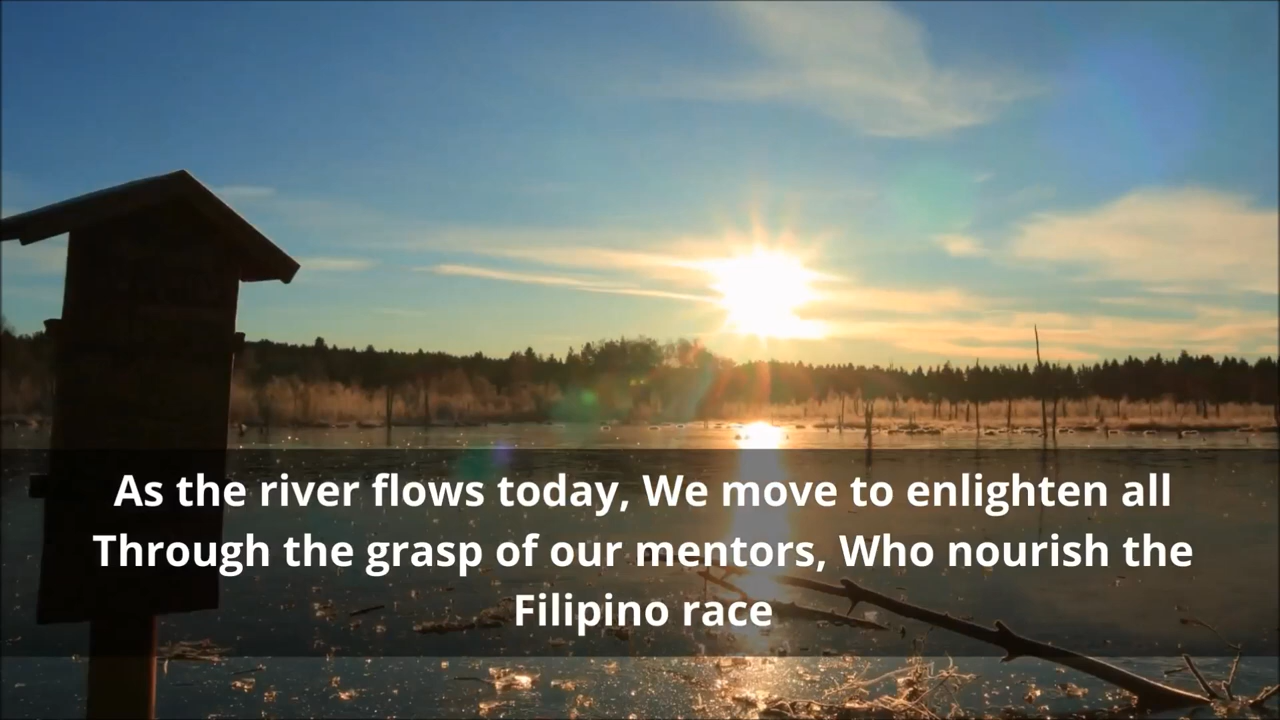 As the river flows today, We move to enlighten all
Through the grasp of our mentors, Who nourish the
Filipino race